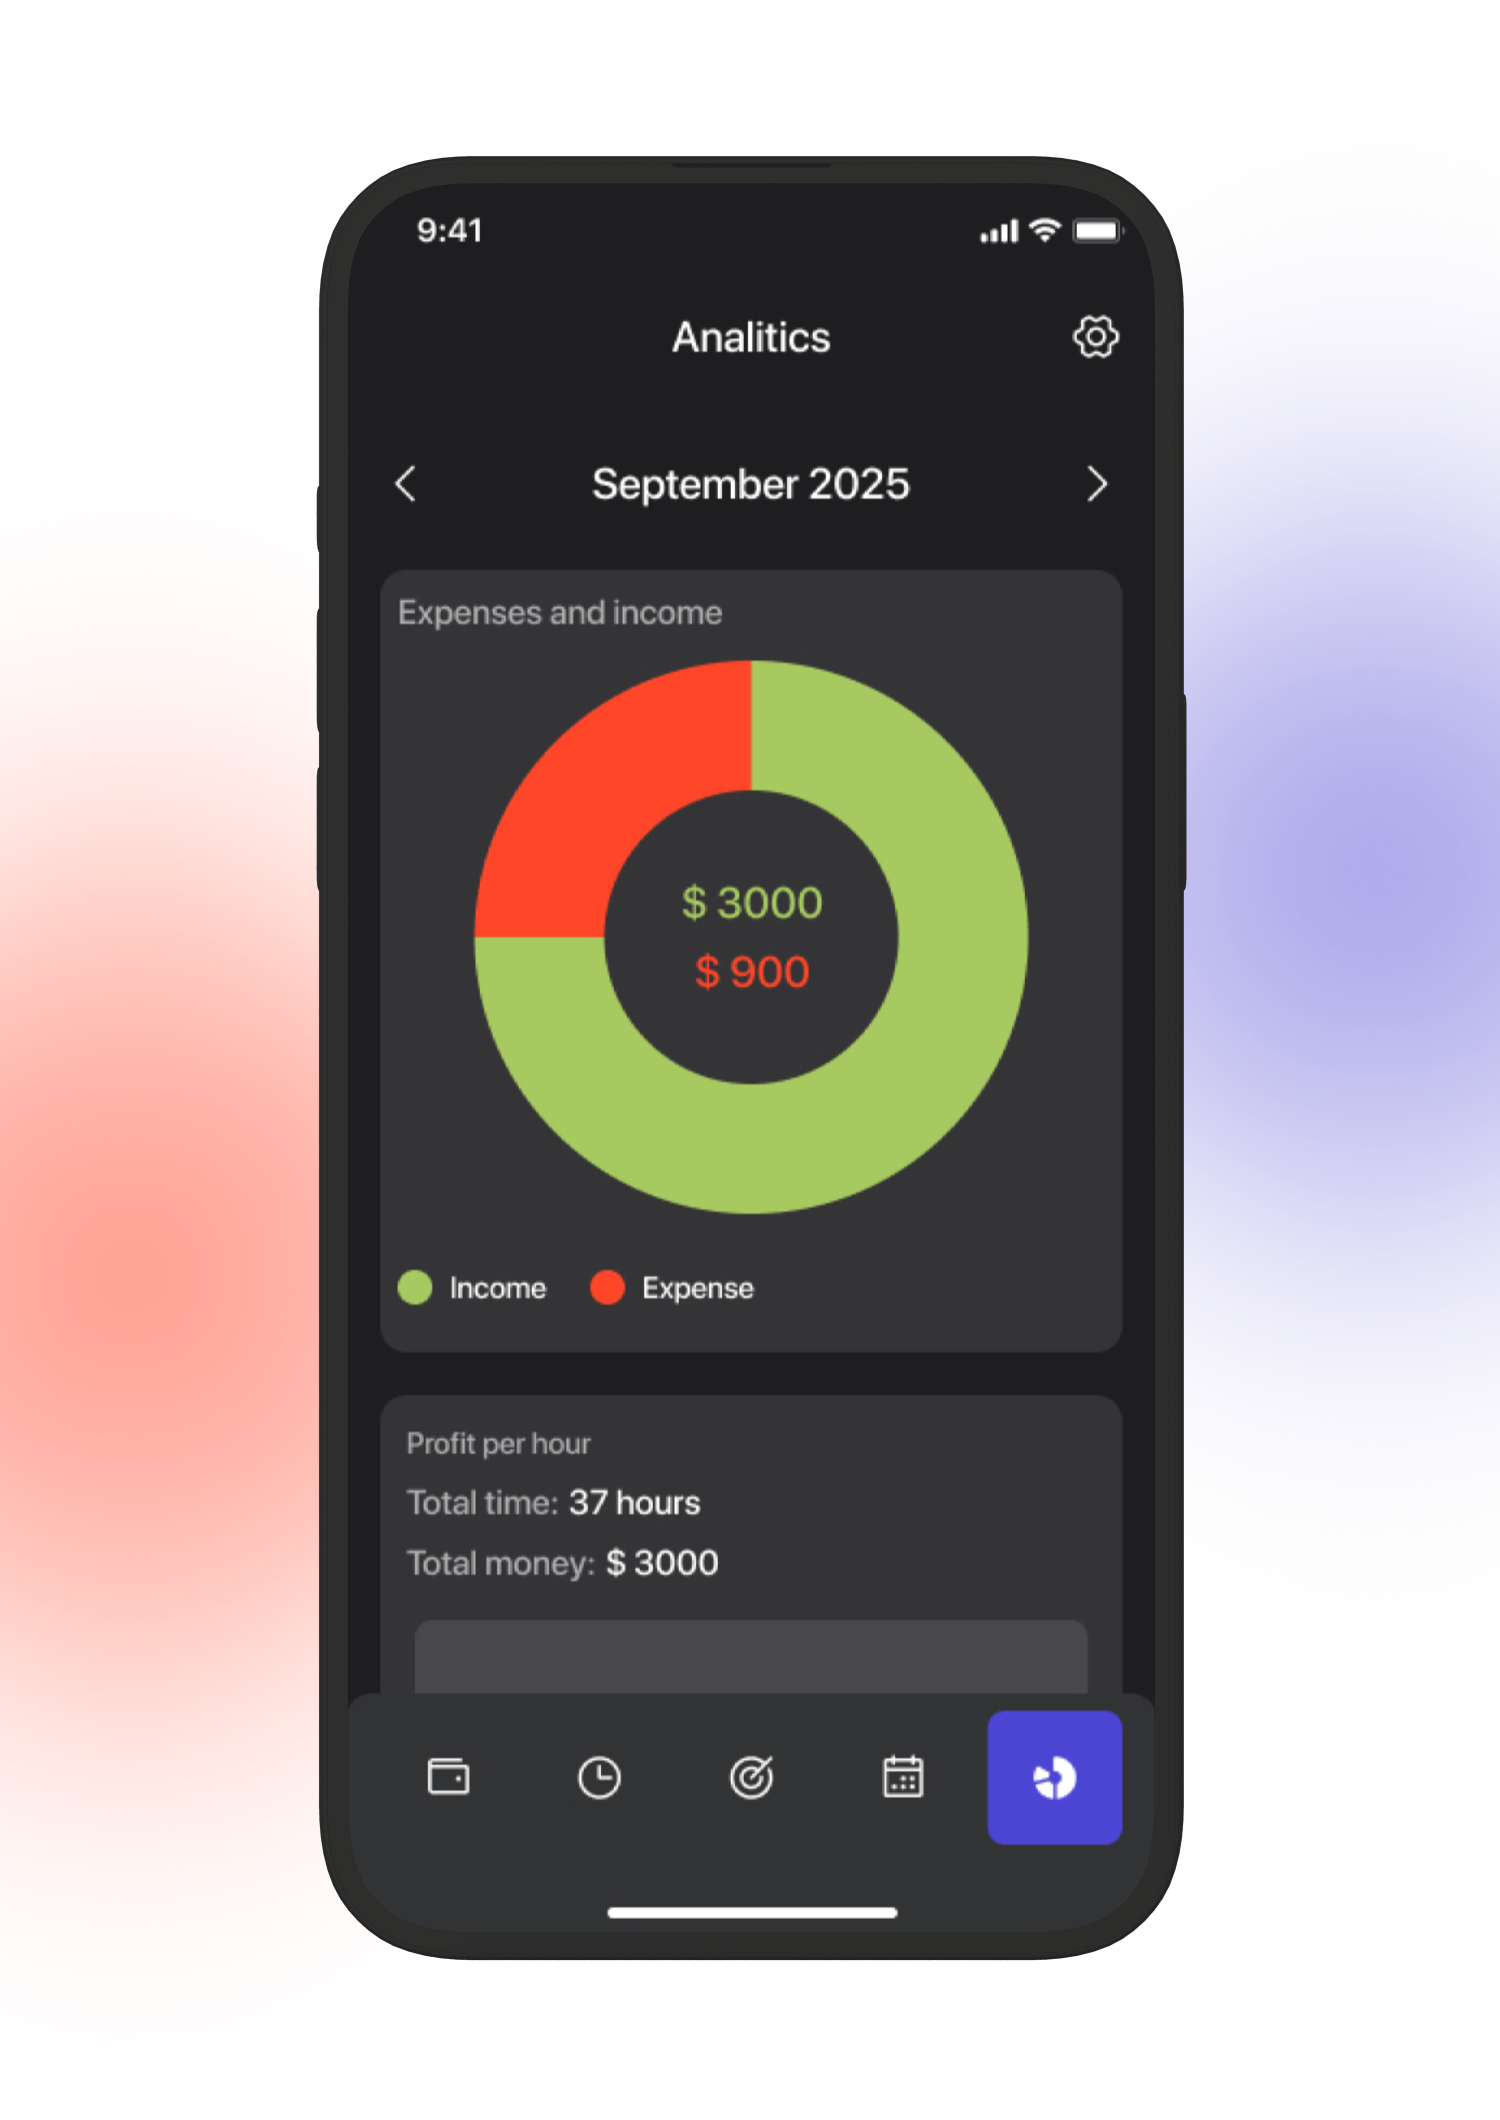 9:41
Analitics
September 2025
Expenses and income
$ 3000
$ 900
Income Expense
Profit per hour
Total time: 37 hours
Total money: $ 3000